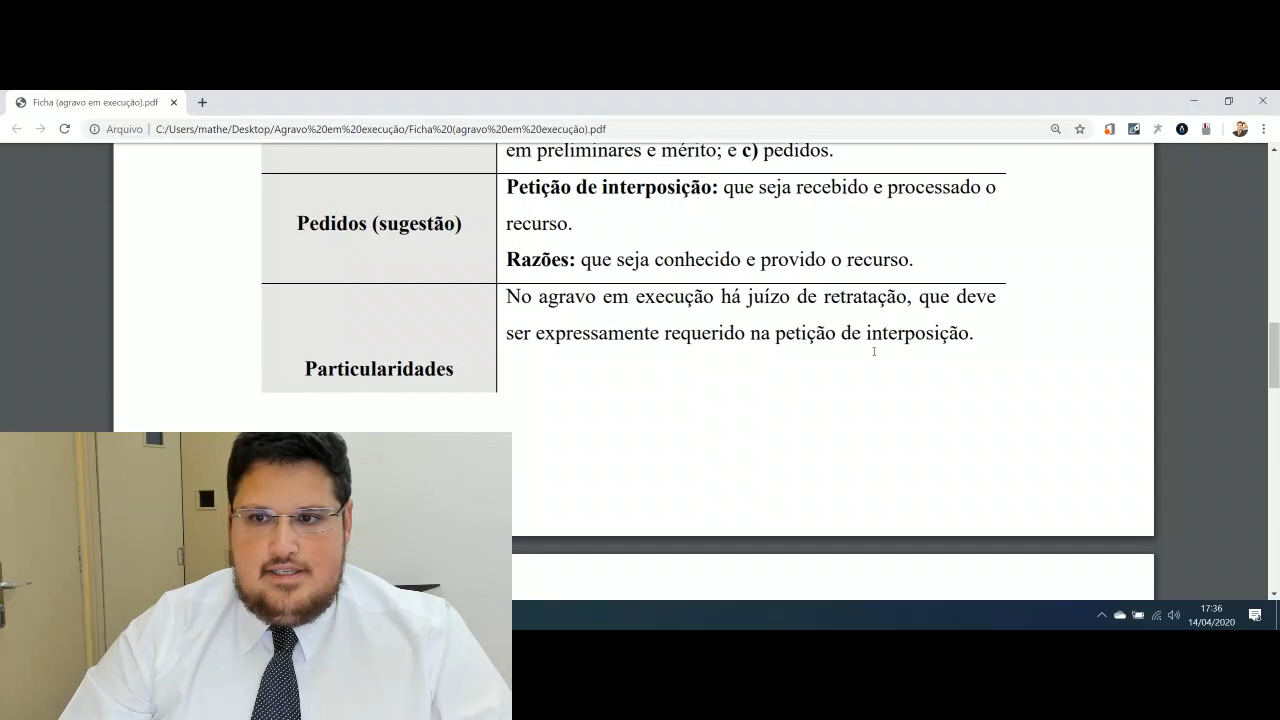 Ficha (agravo em execução).pdf
Arquivo
C:/Users/mathe/Desktop/Agravo%20em%20execução/Ficha%20(agravo%20em%20execução).pdf
em preliminares e mérito; e c) pedidos.
Pedidos (sugestão)
Petição de interposição: que seja recebido e processado o
recurso.
Razões: que seja conhecido e provido o recurso.
Particularidades
No agravo em execução há juízo de retratação, que deve
ser expressamente requerido na petição de interposição.
17:36
14/04/2020